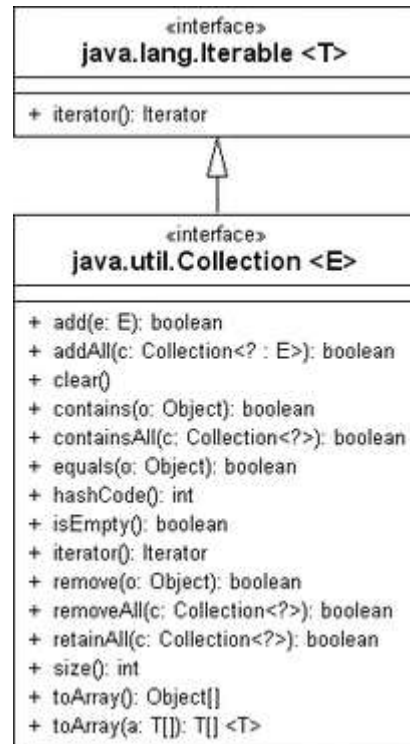 «interface»
java.lang.Iterable <T>
+ iterator(): Iterator
«interface»
java.util.Collection <E>
+ add(e: E): boolean
+ addAll(c: Collection<? : E>): boolean
+ clear()
+ contains(o: Object): boolean
+ containsAll(c: Collection<?>): boolean
+ equals(o: Object): boolean
+ hashCode(): int
+ isEmpty(): boolean
+ iterator(): Iterator
+ remove(o: Object): boolean
+ removeAll(c: Collection<?>): boolean
+ retainAll(c: Collection<?>): boolean
+ size(): int
+ toArray(): Object[]
+ toArray(a: T[]): T[] <T>